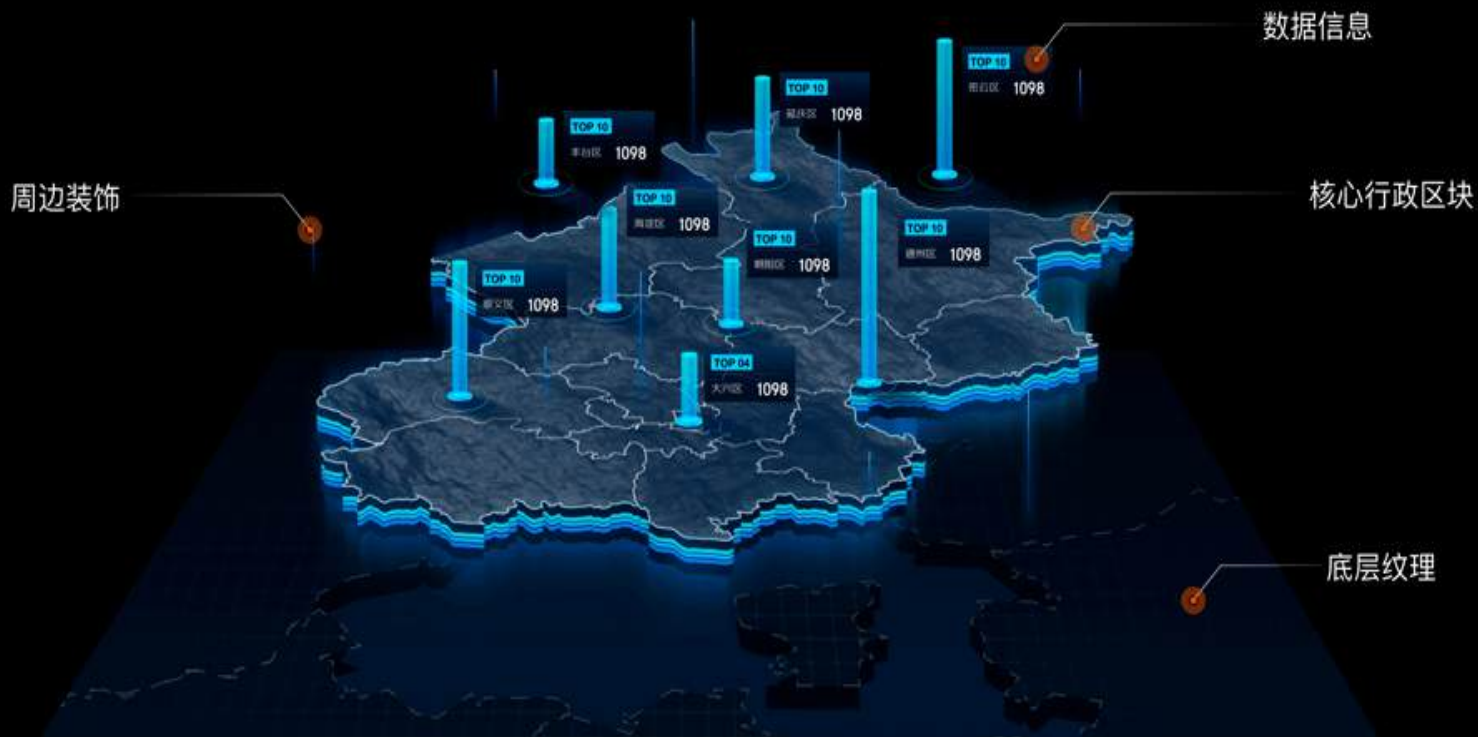 数据信息
TOP 10
密云区 1098
TOP 10
延庆区 1098
TOP 10
丰台区 1098
周边装饰
核心行政区块
TOP 10
海淀区 1098
TOP 10
通州区 1098
TOP 10
朝阳区 1098
TOP 10
顺义区 1098
TOP 04
大兴区 1098
底层纹理